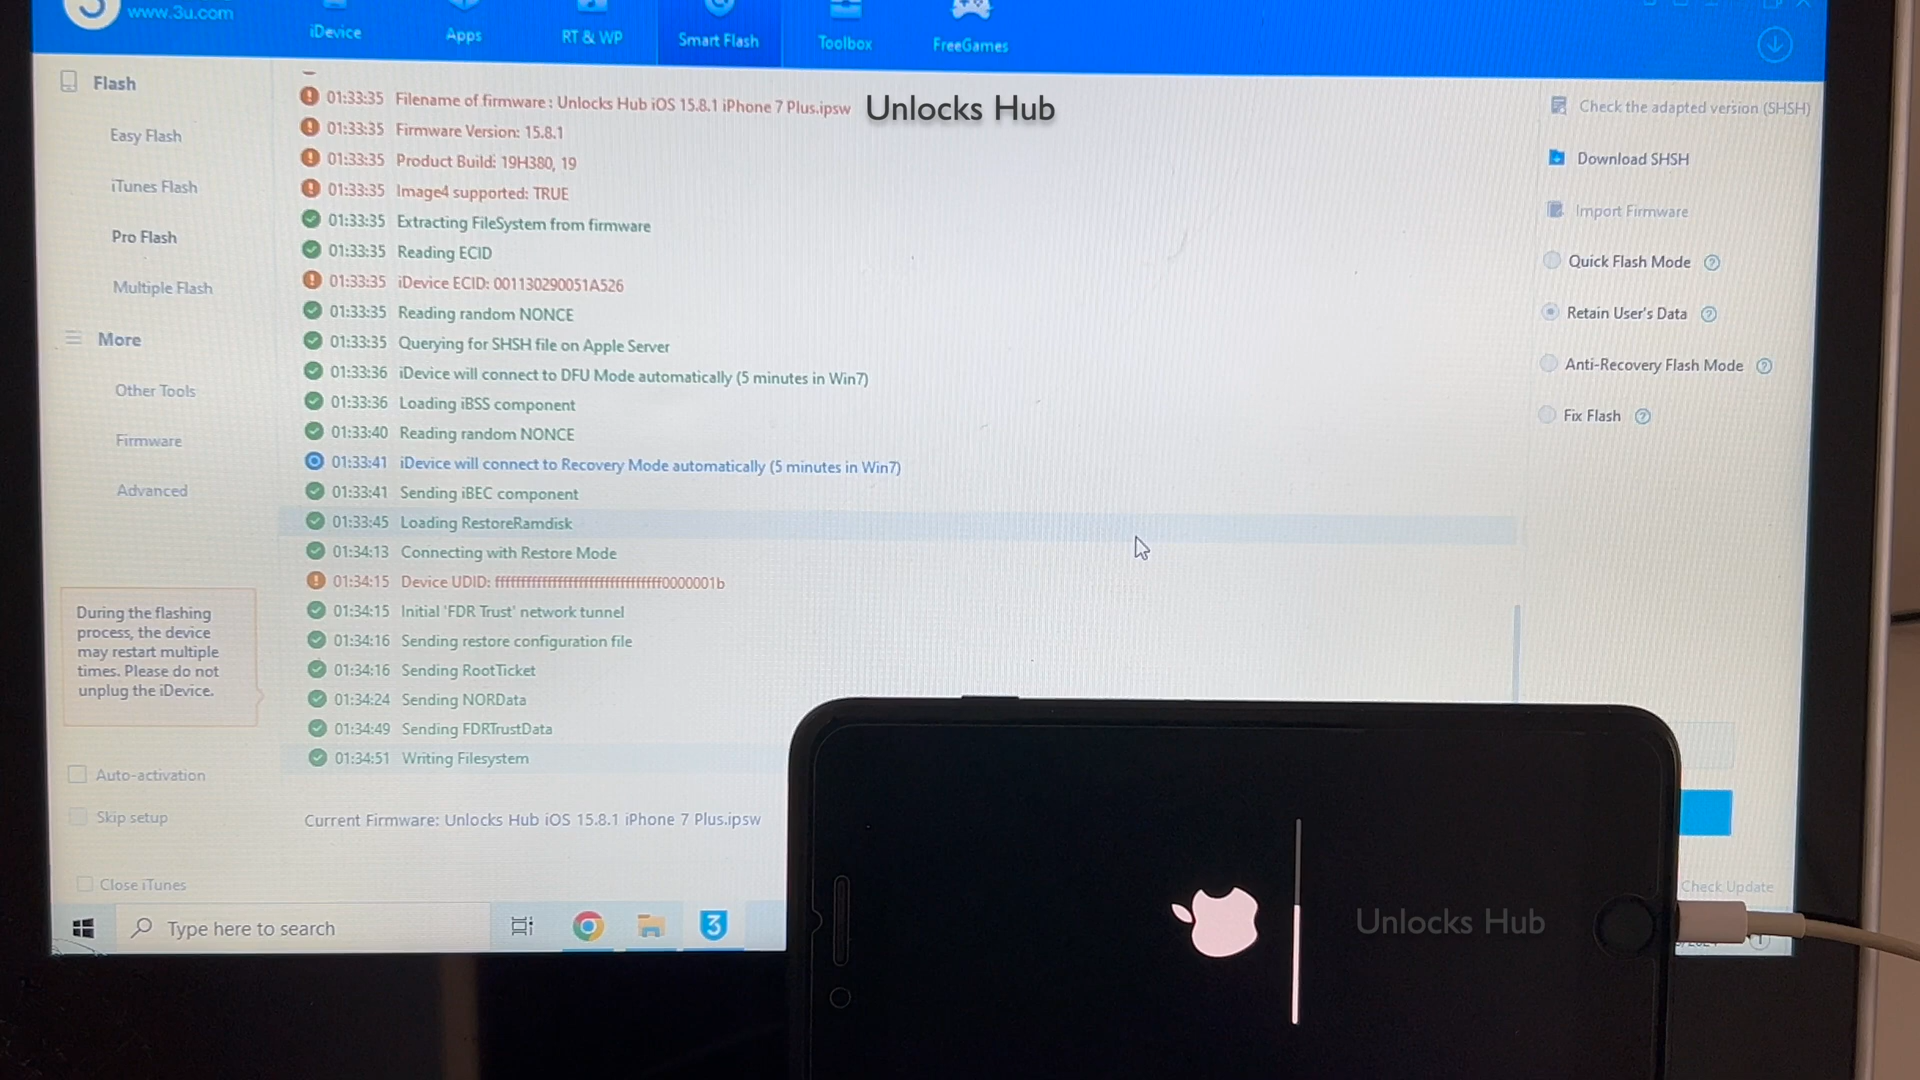 www.3u.com
iDevice
Apps
RT & WP
Smart Flash
Toolbox
FreeGames
Flash
Easy Flash
iTunes Flash
Pro Flash
Multiple Flash
More
Other Tools
Firmware
Advanced
During the flashing
process, the device
may restart multiple
times. Please do not
unplug the iDevice.
Auto-activation
Skip setup
Close iTunes
01:33:35 Filename of firmware : Unlocks Hub iOS 15.8.1 iPhone 7 Plus.ipsw
Unlocks Hub
01:33:35 Firmware Version: 15.8.1
01:33:35 Product Build: 19H380, 19
01:33:35 Image4 supported: TRUE
01:33:35 Extracting FileSystem from firmware
01:33:35 Reading ECID
01:33:35 iDevice ECID: 001130290051A526
01:33:35 Reading random NONCE
01:33:35 Querying for SHSH file on Apple Server
01:33:36 iDevice will connect to DFU Mode automatically (5 minutes in Win7)
01:33:36 Loading iBSS component
01:33:40 Reading random NONCE
01:33:41 iDevice will connect to Recovery Mode automatically (5 minutes in Win7)
01:33:41 Sending iBEC component
01:33:45 Loading RestoreRamdisk
01:34:13 Connecting with Restore Mode
01:34:15 Device UDID: ffffffffffffffffffffffffffffffff0000001b
01:34:15 Initial 'FDR Trust' network tunnel
01:34:16 Sending restore configuration file
01:34:16 Sending RootTicket
01:34:24 Sending NORData
01:34:49 Sending FDRTrustData
01:34:51 Writing Filesystem
Current Firmware: Unlocks Hub iOS 15.8.1 iPhone 7 Plus.ipsw
Check the adapted version (SHSH)
Download SHSH
Import Firmware
Quick Flash Mode
Retain User's Data
Anti-Recovery Flash Mode
Fix Flash
Check Update
Type here to search
3
Unlocks Hub